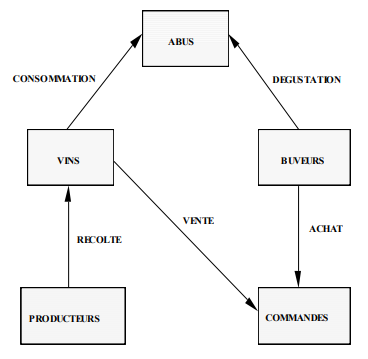 ABUS
CONSOMMATION
DEGUSTATION
VINS
BUVEURS
VENTE
ACHAT
RECOLTE
PRODUCTEURS
COMMANDES